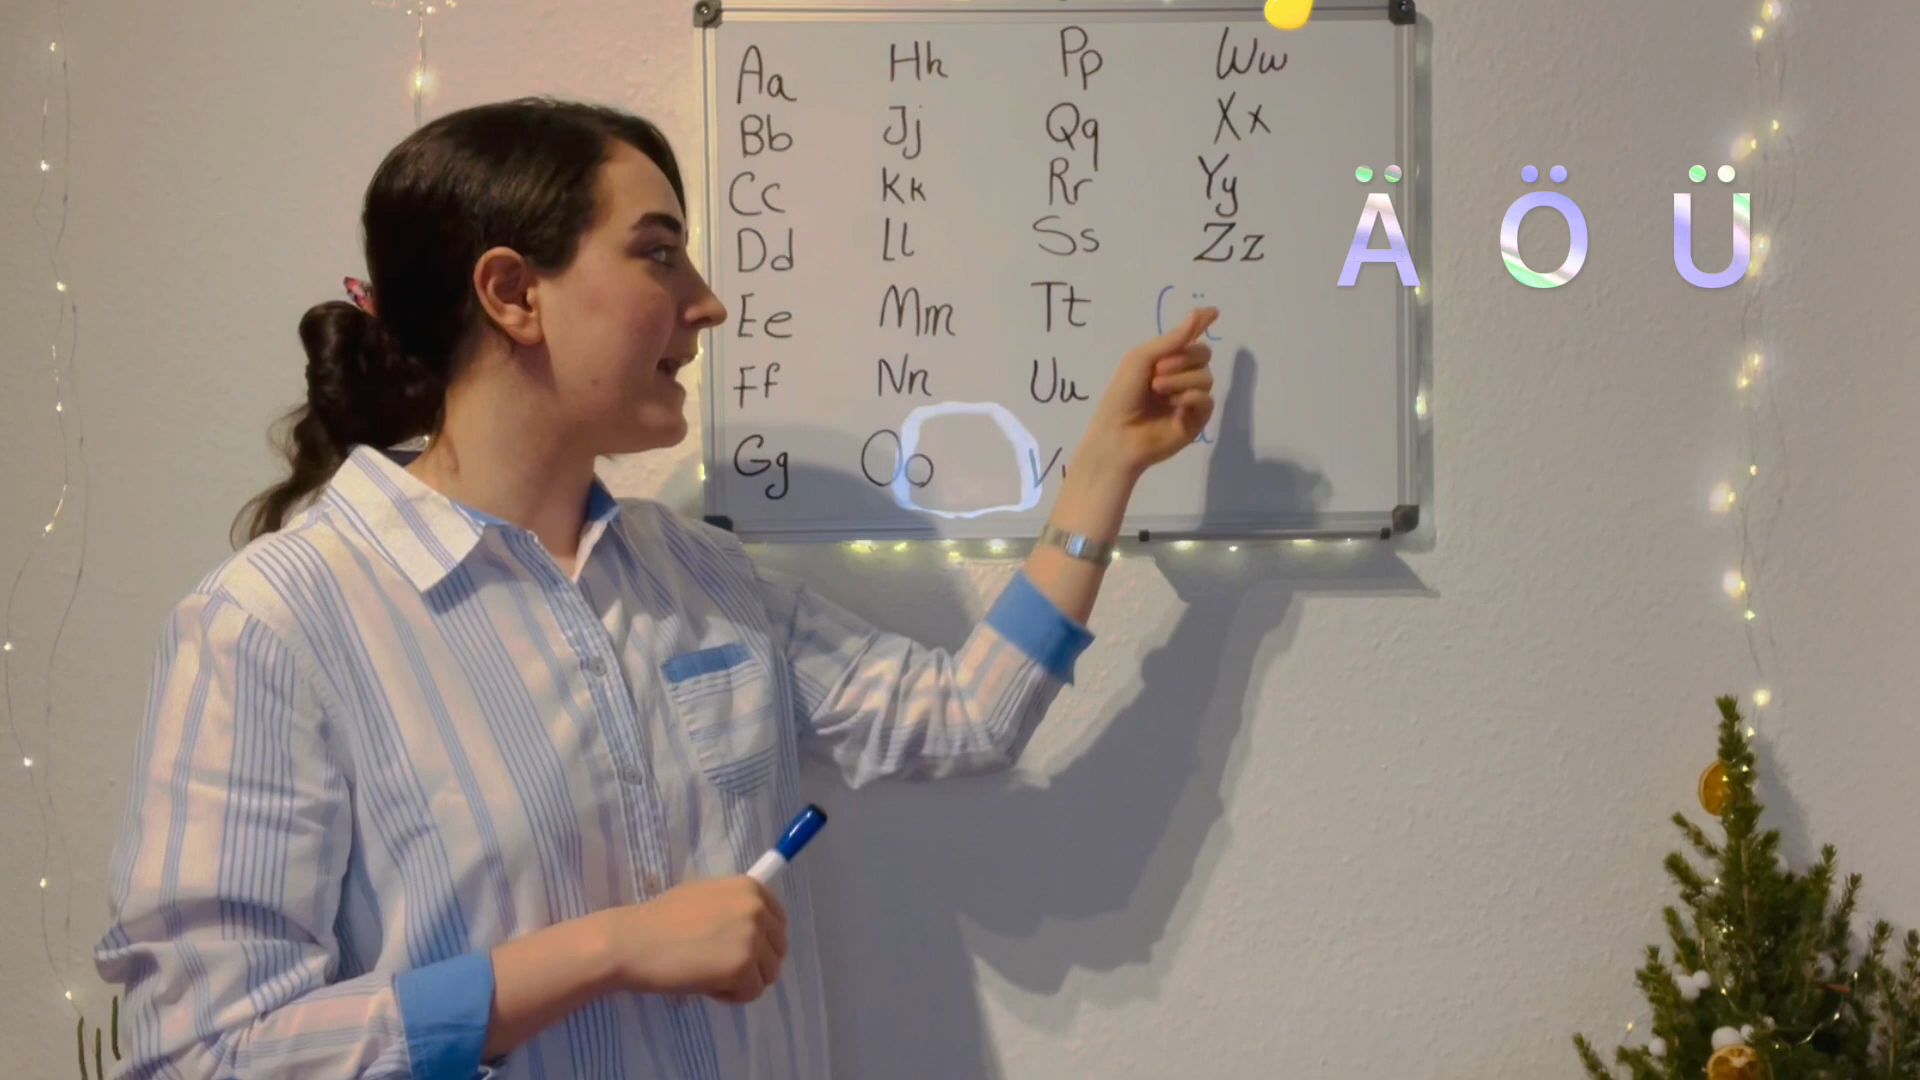 Aa
Bb
Cc
Dd
Ee
Ff
Gg
Hh
Jj
Kk
Ll
Mm
Nn
Oo
Pp
Qq
Rr
Ss
Tt
Uu
Ww
Xx
Yy
Zz
Ä Ö Ü